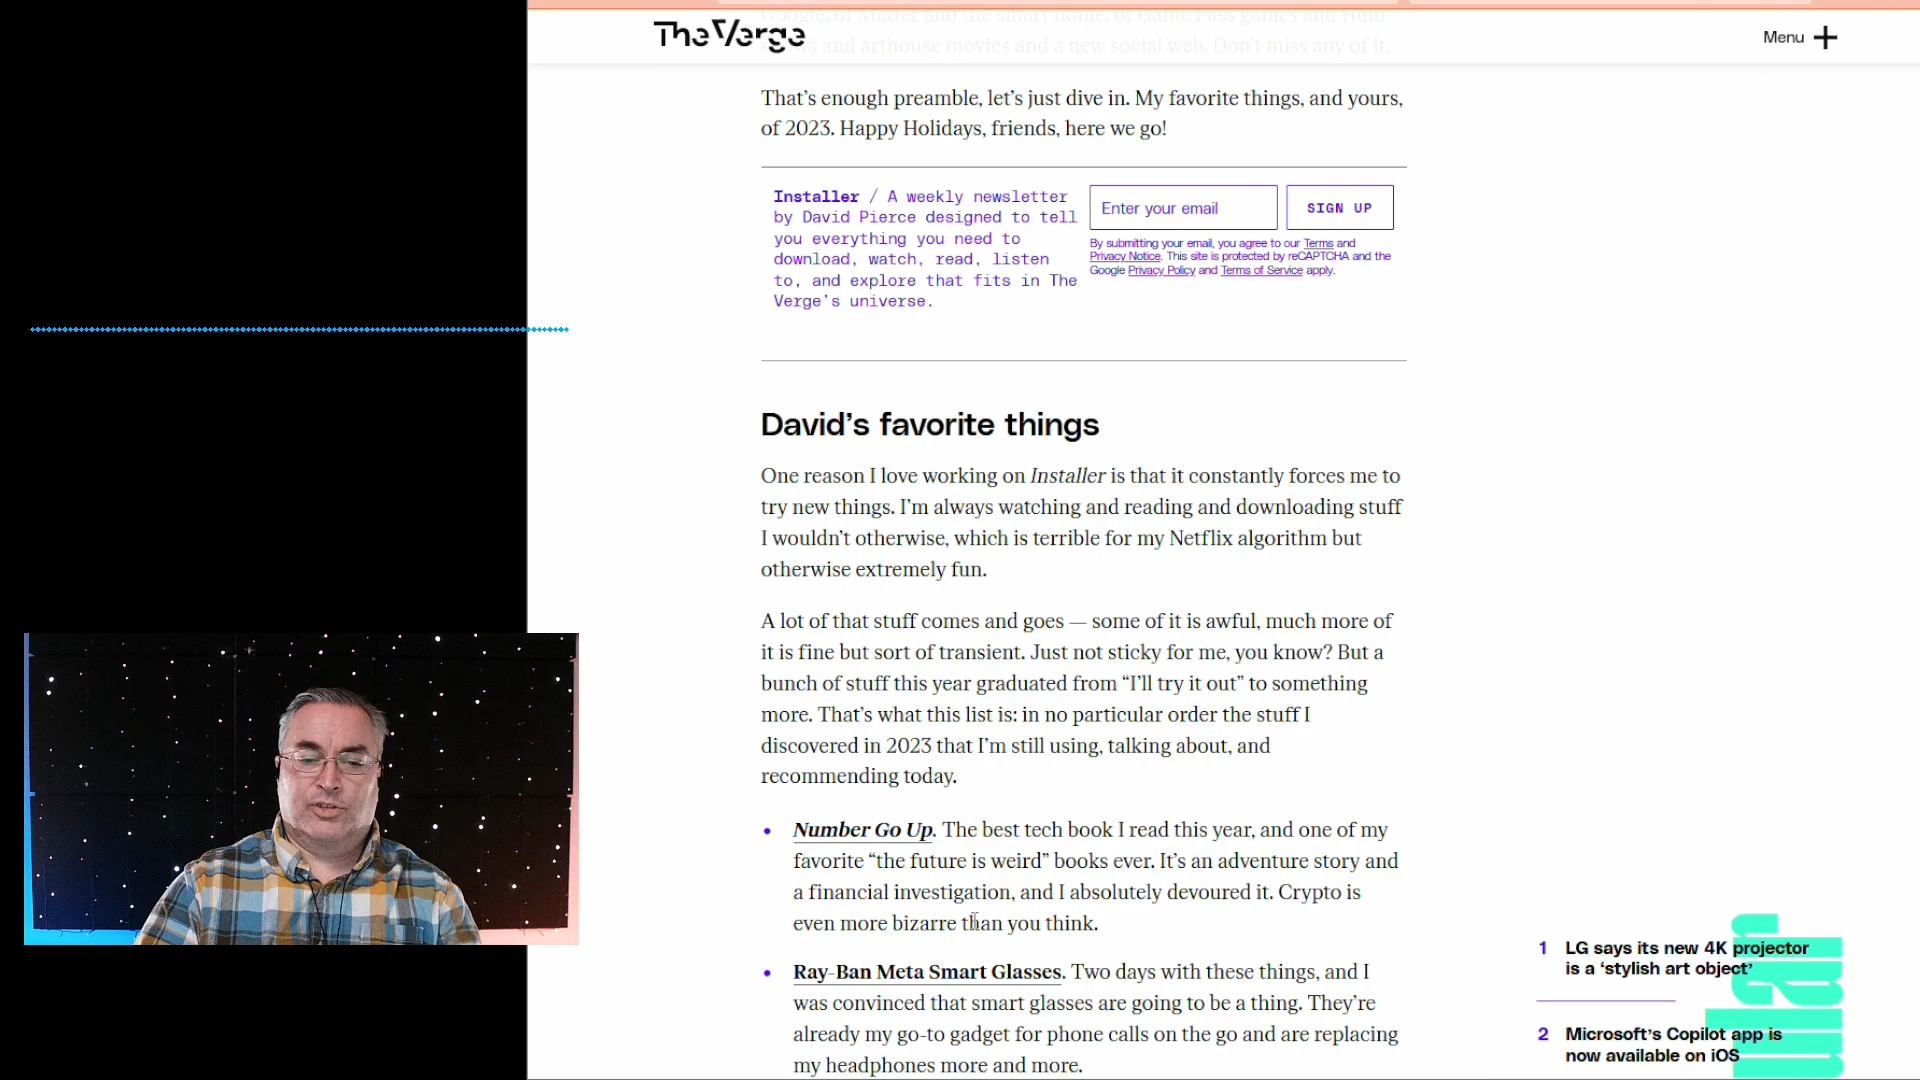 Google, of Matter and the smart home, of Game Pass games and Hulu
The Verge
and arthouse movies and a new social web. Don't miss any of it.
Menu
That's enough preamble, let's just dive in. My favorite things, and yours,
of 2023. Happy Holidays, friends, here we go!
Installer / A weekly newsletter
by David Pierce designed to tell
you everything you need to
download, watch, read, listen
to, and explore that fits in The
Verge's universe.
Enter your email
SIGN UP
By submitting your email, you agree to our Terms and
Privacy Notice. This site is protected by reCAPTCHA and the
Google Privacy Policy and Terms of Service apply.
David's favorite things
One reason I love working on Installer is that it constantly forces me to
try new things. I'm always watching and reading and downloading stuff
I wouldn't otherwise, which is terrible for my Netflix algorithm but
otherwise extremely fun.
A lot of that stuff comes and goes — some of it is awful, much more of
it is fine but sort of transient. Just not sticky for me, you know? But a
bunch of stuff this year graduated from “I'll try it out” to something
more. That's what this list is: in no particular order the stuff I
discovered in 2023 that I'm still using, talking about, and
recommending today.
• Number Go Up. The best tech book I read this year, and one of my
favorite “the future is weird” books ever. It's an adventure story and
a financial investigation, and I absolutely devoured it. Crypto is
even more bizarre than you think.
• Ray-Ban Meta Smart Glasses. Two days with these things, and I
was convinced that smart glasses are going to be a thing. They're
already my go-to gadget for phone calls on the go and are replacing
my headphones more and more.
1 LG says its new 4K projector
is a ‘stylish art object’
2 Microsoft's Copilot app is
now available on iOS